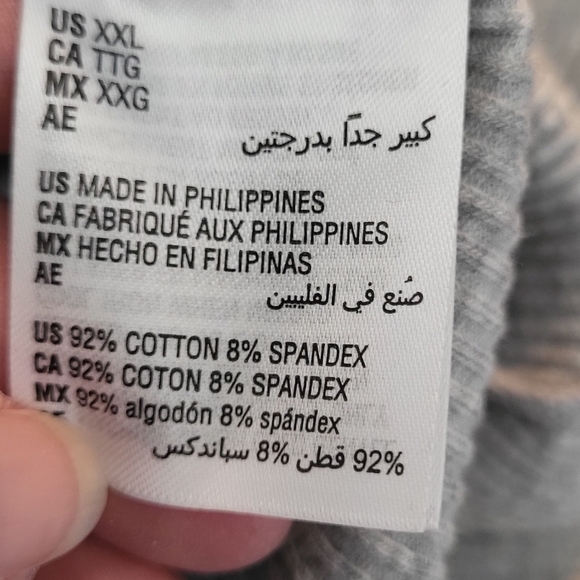 US XXL
CA TTG
MX XXG
AE
كبير جدًا بدرجتين
US MADE IN PHILIPPINES
CA FABRIQUÉ AUX PHILIPPINES
MX HECHO EN FILIPINAS
AE
صُنع في الفليبين
US 92% COTTON 8% SPANDEX
CA 92% COTON 8% SPANDEX
MX 92% algodón 8% spándex
92% قطن 8% سباندكس